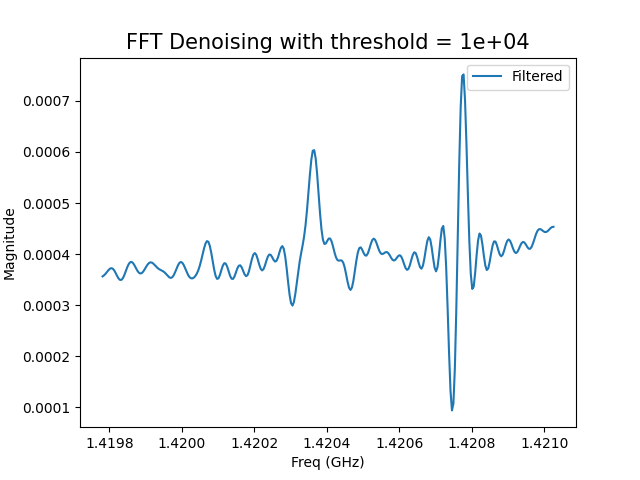 FFT Denoising with threshold = 1e+04
Filtered
0.0007
0.0006
0.0005
0.0004
0.0003
0.0002
0.0001
Magnitude
1.4198 1.4200 1.4202 1.4204 1.4206 1.4208 1.4210
Freq (GHz)